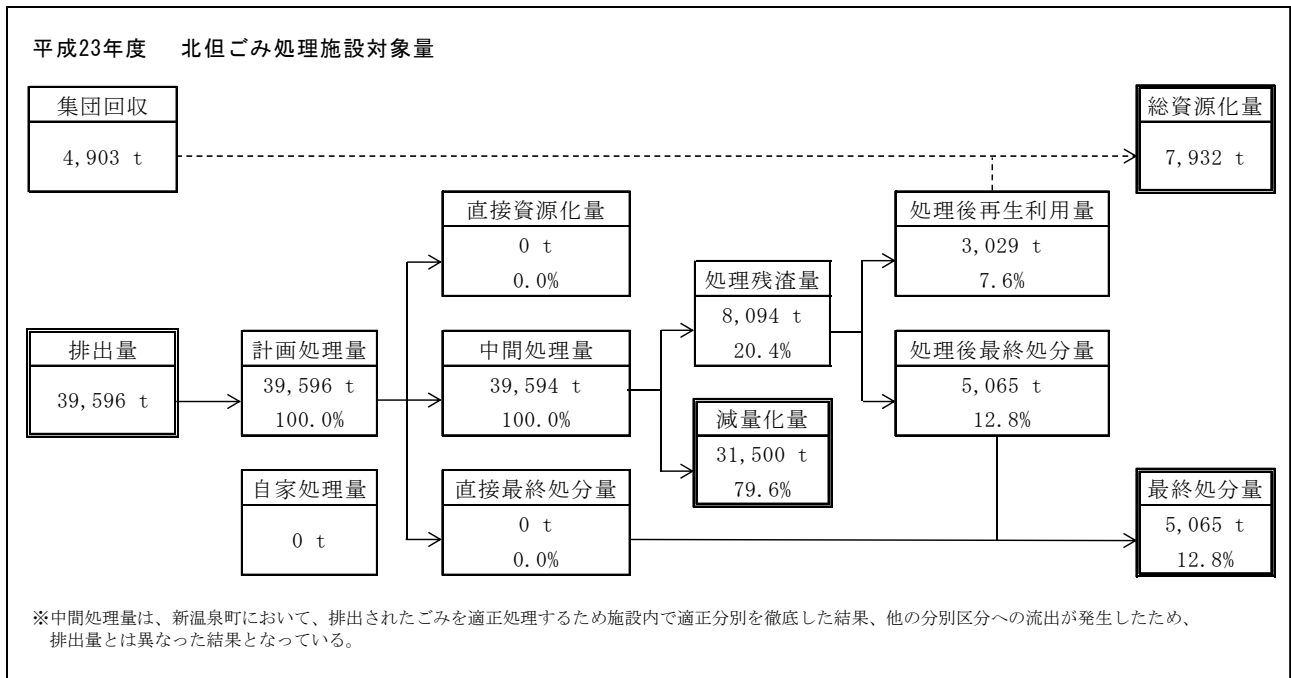 平成23年度 北但ごみ処理施設対象量
集団回収
4,903 t
総資源化量
7,932 t
直接資源化量
0 t
0.0%
処理後再生利用量
3,029 t
7.6%
処理残渣量
8,094 t
20.4%
排出量
39,596 t
計画処理量
39,596 t
100.0%
中間処理量
39,594 t
100.0%
処理後最終処分量
5,065 t
12.8%
減量化量
31,500 t
79.6%
自家処理量
0 t
直接最終処分量
0 t
0.0%
最終処分量
5,065 t
12.8%
※中間処理量は、新温泉町において、排出されたごみを適正処理するため施設内で適正分別を徹底した結果、他の分別区分への流出が発生したため、
排出量とは異なった結果となっている。